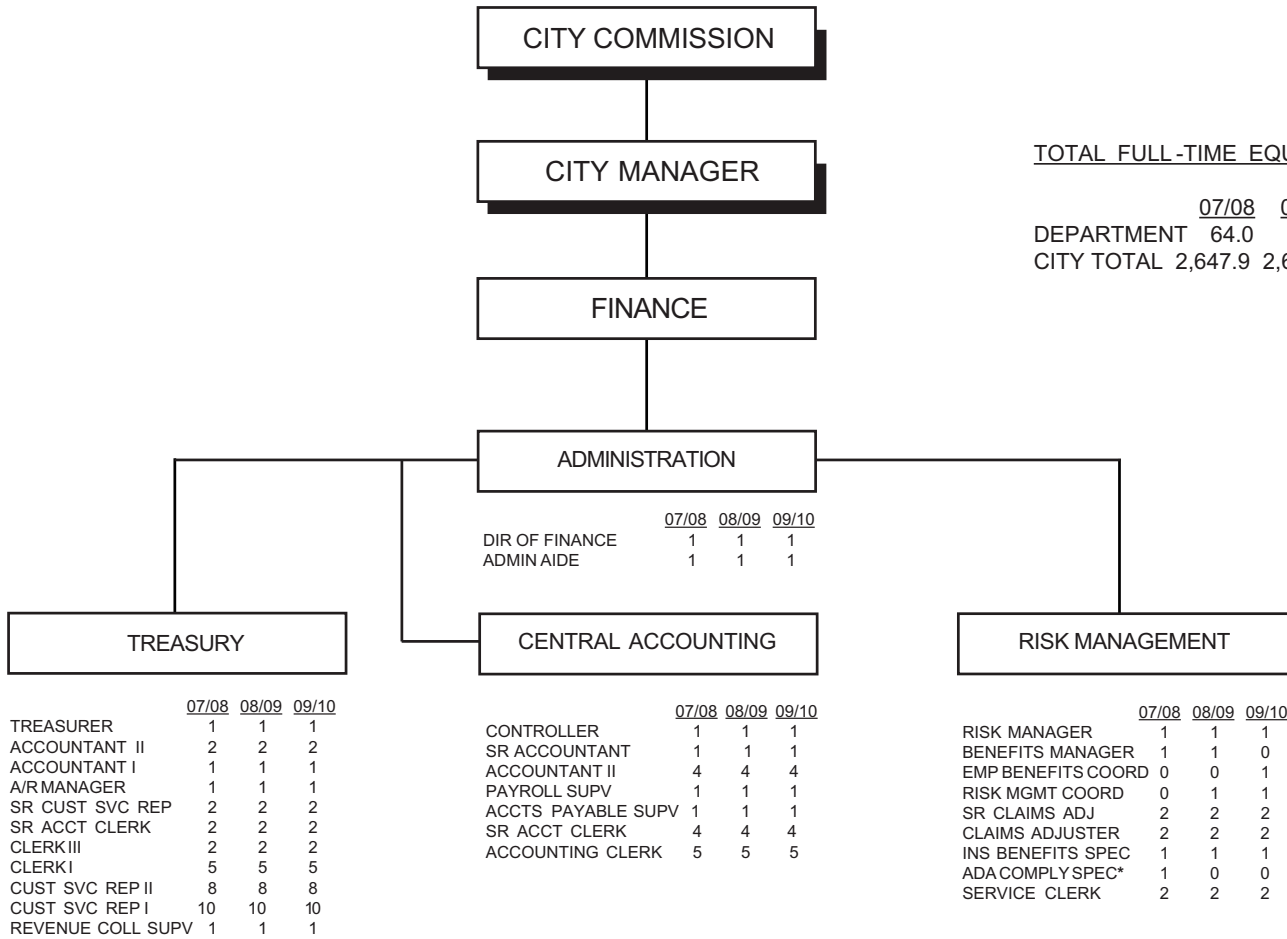 CITY COMMISSION
CITY MANAGER
TOTAL FULL-TIME
07/08
DEPARTMENT 64.0
CITY TOTAL 2,647.9
FINANCE
ADMINISTRATION
07/08 08/09 09/10
DIR OF FINANCE 1 1 1
ADMIN AIDE 1 1 1
TREASURY
07/08 08/09 09/10
TREASURER 1 1 1
ACCOUNTANT II 2 2 2
ACCOUNTANT I 1 1 1
A/R MANAGER 1 1 1
SR CUST SVC REP 2 2 2
SR ACCT CLERK 2 2 2
CLERK III 2 2 2
CLERK I 5 5 5
CUST SVC REP II 8 8 8
CUST SVC REP I 10 10 10
REVENUE COLL SUPV 1 1 1
CENTRAL ACCOUNTING
07/08 08/09 09/10
CONTROLLER 1 1 1
SR ACCOUNTANT 1 1 1
ACCOUNTANT II 4 4 4
PAYROLL SUPV 1 1 1
ACCTS PAYABLE SUPV 1 1 1
SR ACCT CLERK 4 4 4
ACCOUNTING CLERK 5 5 5
RISK MANAGEMENT
07/08 08/09 09/10
RISK MANAGER 1 1 1
BENEFITS MANAGER 1 1 0
EMP BENEFITS COORD 0 0 1
RISK MGMT COORD 0 1 1
SR CLAIMS ADJ 2 2 2
CLAIMS ADJUSTER 2 2 2
INS BENEFITS SPEC 1 1 1
ADA COMPLY SPEC* 1 0 0
SERVICE CLERK 2 2 2